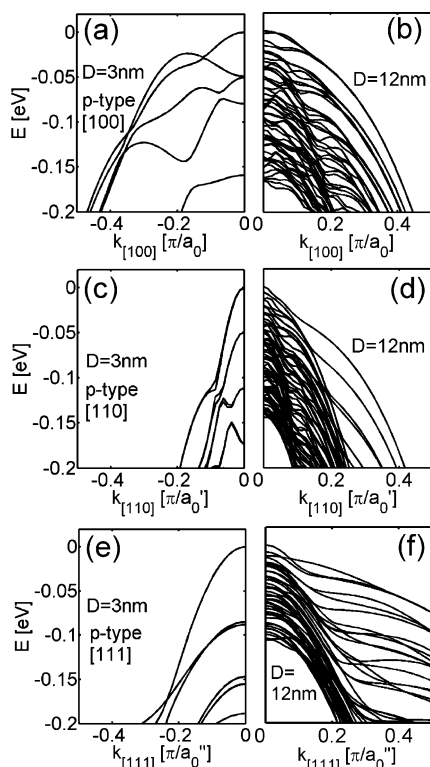 (a) (b)
0
-0.05
-0.1
-0.15
-0.2
E [eV]
D=3nm
p-type
[100]
D=12nm
-0.4 -0.2 0 0 0.2 0.4
k[100] [π/a0] k[100] [π/a0]
(c) (d)
0
-0.05
-0.1
-0.15
-0.2
E [eV]
D=3nm
p-type
[110]
D=12nm
-0.4 -0.2 0 0 0.2 0.4
k[110] [π/a0'] k[110] [π/a0']
(e) (f)
0
-0.05
-0.1
-0.15
-0.2
E [eV]
D=3nm
p-type
[111]
D=
12nm
-0.4 -0.2 0 0 0.2 0.4
k[111] [π/a0''] k[111] [π/a0'']